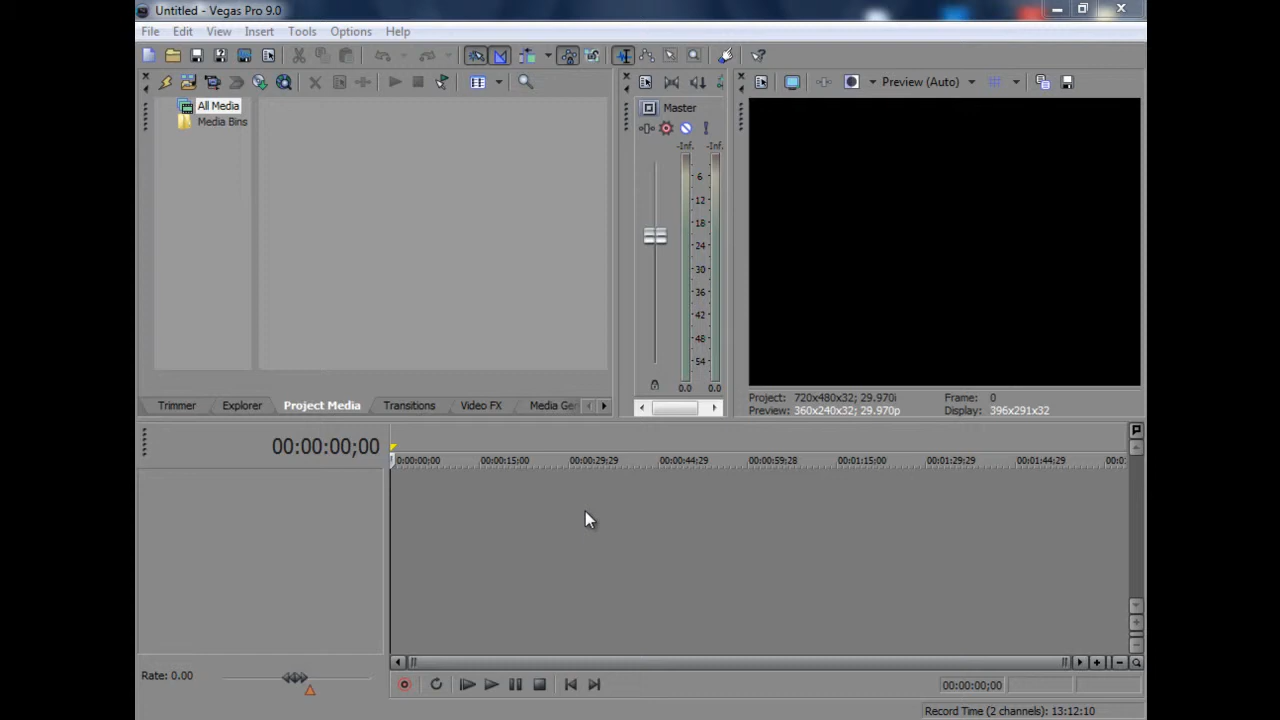 Untitled - Vegas Pro 9.0
File Edit View Insert Tools Options Help
Preview (Auto)
All Media
Media Bins
Master
-Inf. -Inf.
6
12
18
24
30
36
42
48
54
0.0 0.0
Trimmer Explorer Project Media Transitions Video FX Media Ger
Project: 720x480x32; 29.970i Frame: 0
Preview: 360x240x32; 29.970p Display: 396x291x32
00:00:00;00
0:00:00;00 00:00:15;00 00:00:29;29 00:00:44;29 00:00:59;28 00:01:15;00 00:01:29;29 00:01:44;29 00:0
Rate: 0.00
00:00:00;00
Record Time (2 channels): 13:12:10